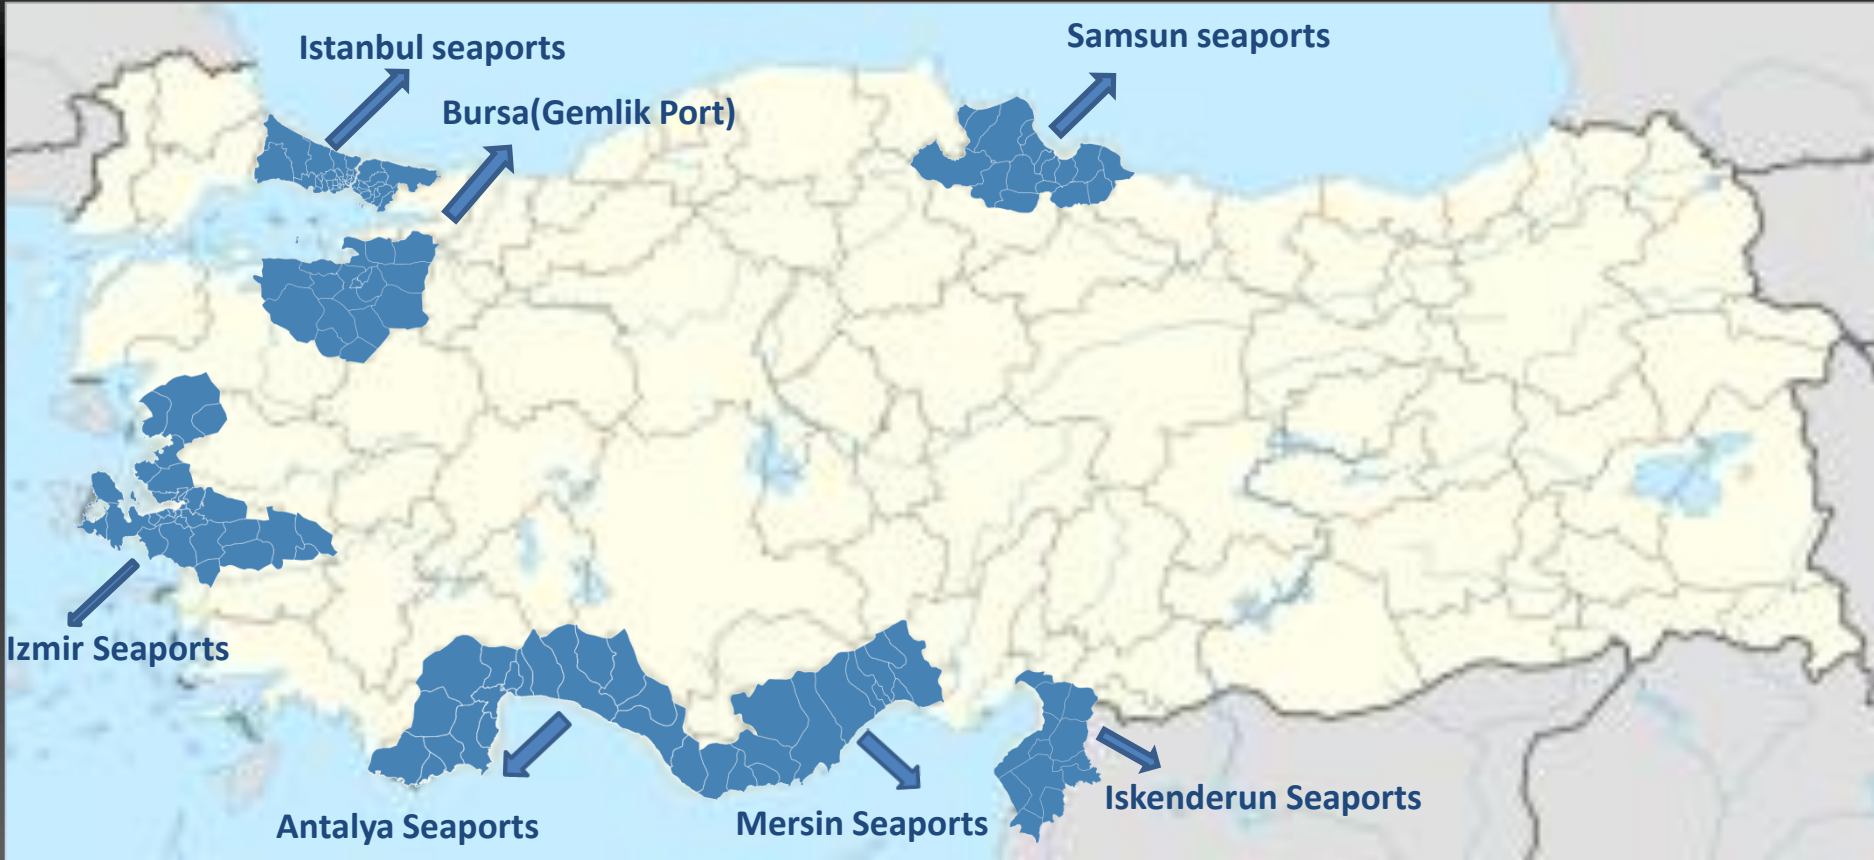 Istanbul seaports
Samsun seaports
Bursa(Gemlik Port)
Izmir Seaports
Antalya Seaports
Mersin Seaports
Iskenderun Seaports